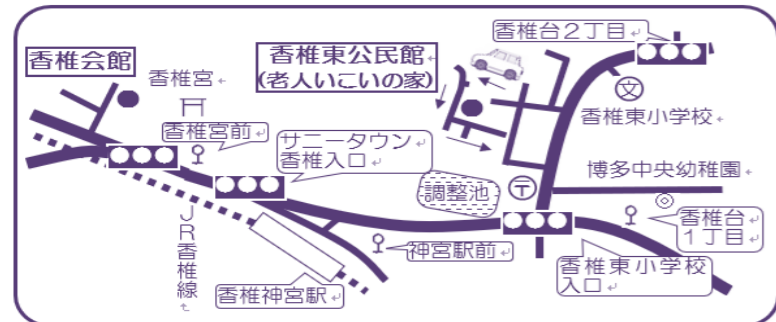 香椎会館
香椎宮
香椎宮前
香椎東公民館
(老人いこいの家)
サニータウン
香椎入口
香椎台２丁目
文
香椎東小学校
博多中央幼稚園
調整池
〒
香椎台
１丁目
ＪＲ香椎線
神宮駅前
香椎神宮駅
香椎東小学校
入口